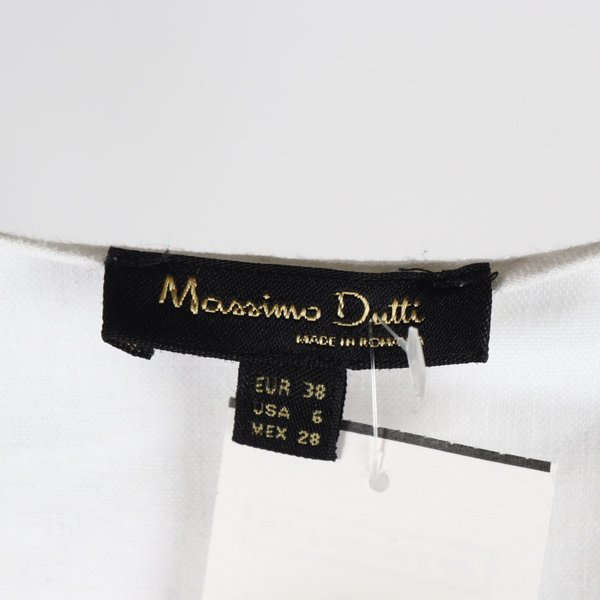 Massimo Dutti
MADE IN ROMANIA
EUR 38
USA 6
MEX 28